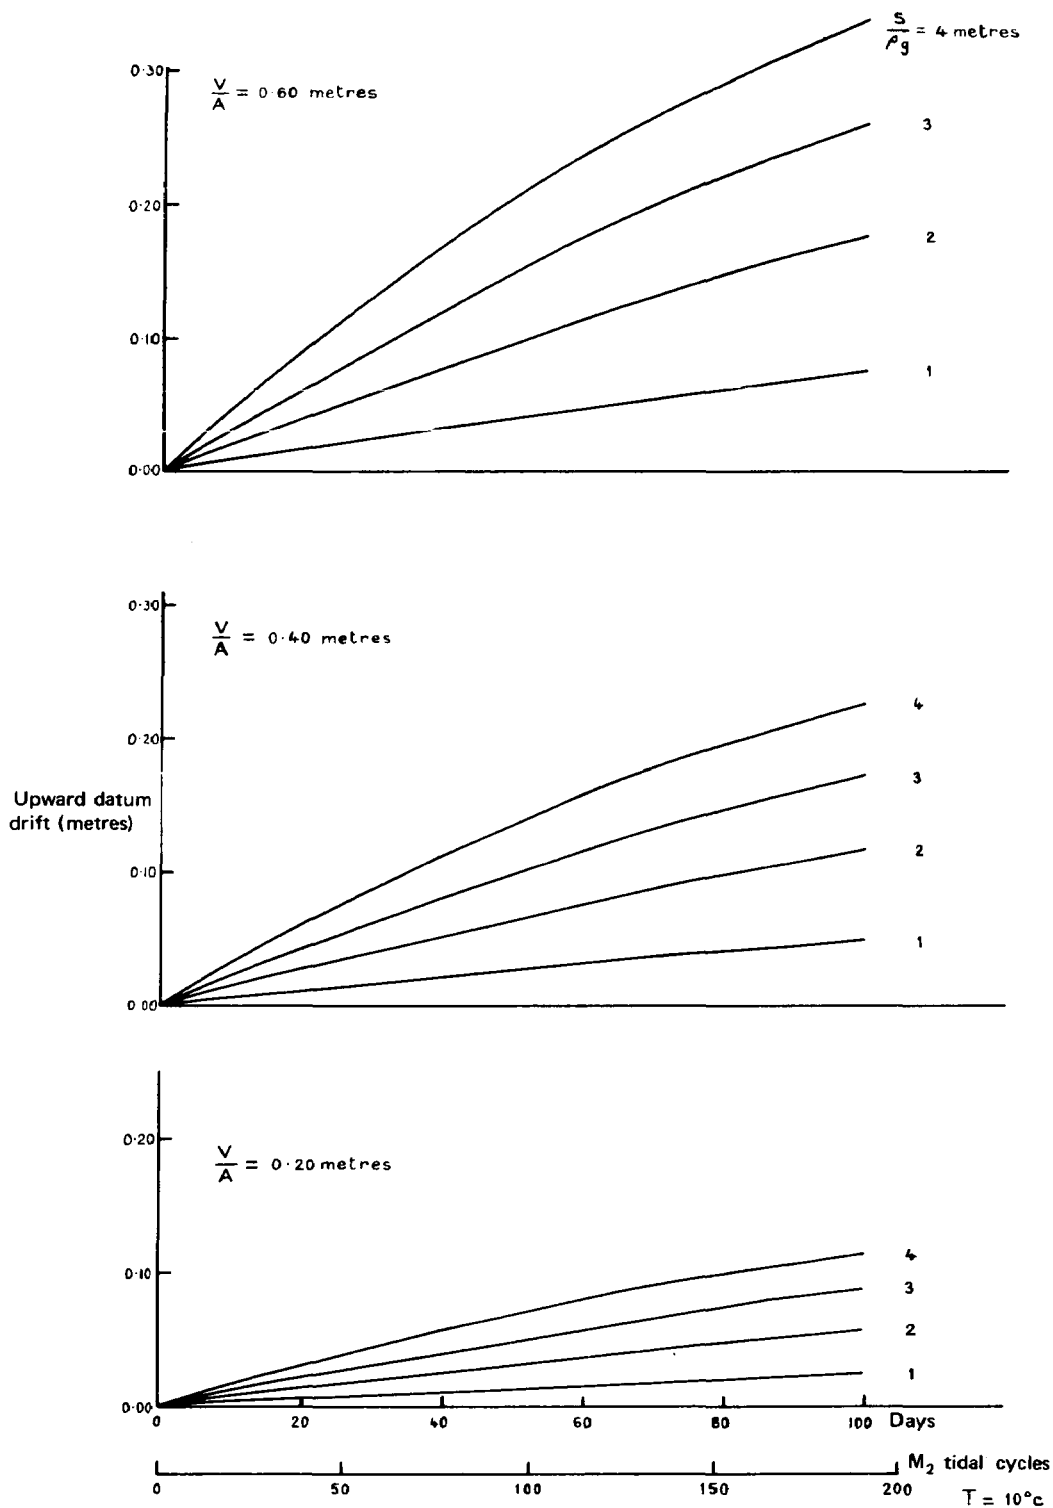 S/ρg = 4 metres
0.30
V/A = 0.60 metres
3
0.20
2
0.10
1
0.00
0.30
V/A = 0.40 metres
4
0.20
3
Upward datum
drift (metres)
2
0.10
1
0.00
0.20
V/A = 0.20 metres
4
0.10
3
2
1
0.00
0 20 40 60 80 100 Days
M₂ tidal cycles
0 50 100 150 200
T = 10°c